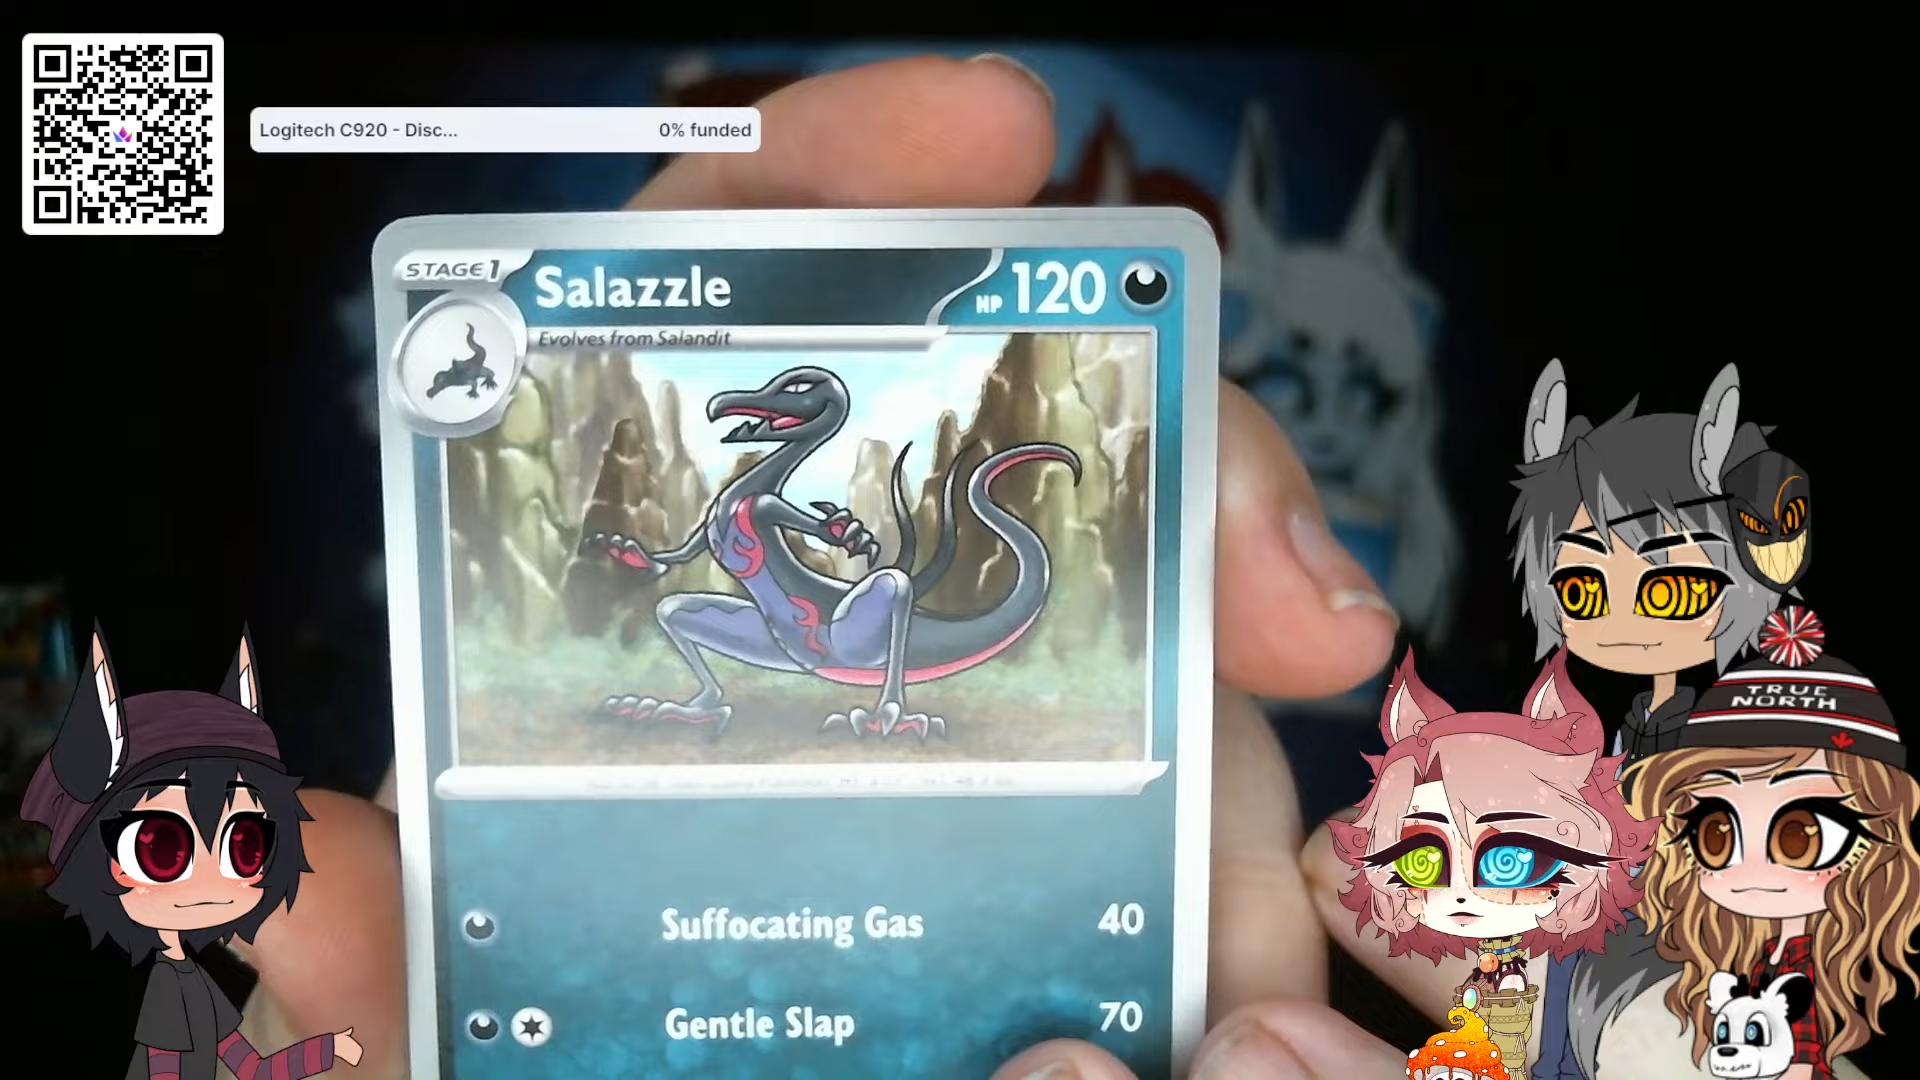 Logitech C920 - Disc...
0% funded
STAGE 1
Salazzle
HP 120
Evolves from Salandit
Suffocating Gas
40
Gentle Slap
70
TRUE
NORTH